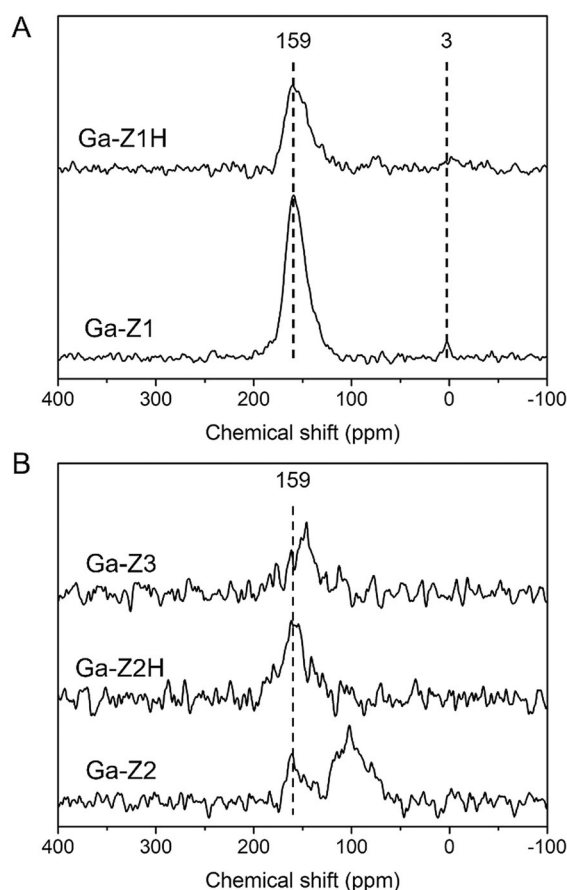 A
159 3
Ga-Z1H
Ga-Z1
400 300 200 100 0 -100
Chemical shift (ppm)
B
159
Ga-Z3
Ga-Z2H
Ga-Z2
400 300 200 100 0 -100
Chemical shift (ppm)